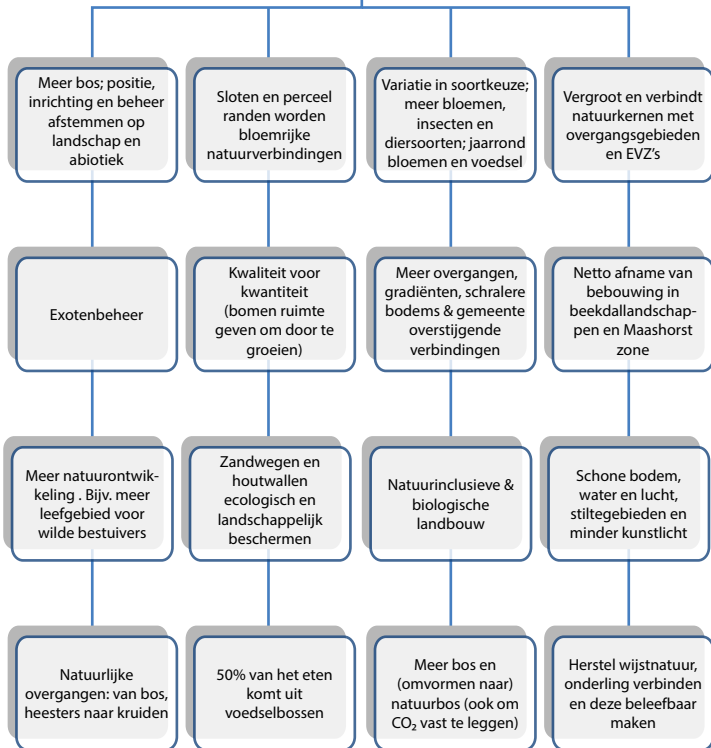 Meer bos; positie,
inrichting en beheer
afstemmen op
landschap en
abiotiek
Sloten en perceel
randen worden
bloemrijke
natuurverbindingen
Variatie in soortkeuze;
meer bloemen,
insecten en
diersoorten; jaarrond
bloemen en voedsel
Vergroot en verbindt
natuurkernen met
overgangsgebieden
en EVZ's
Exotenbeheer
Kwaliteit voor
kwantiteit
(bomen ruimte
geven om door te
groeien)
Meer overgangen,
gradiënten, schralere
bodems & gemeente
overstijgende
verbindingen
Netto afname van
bebouwing in
beekdallandschap-
pen en Maashorst
zone
Meer natuurontwik-
keling . Bijv. meer
leefgebied voor
wilde bestuivers
Zandwegen en
houtwallen
ecologisch en
landschappelijk
beschermen
Natuurinclusieve &
biologische
landbouw
Schone bodem,
water en lucht,
stiltegebieden en
minder kunstlicht
Natuurlijke
overgangen: van bos,
heesters naar kruiden
50% van het eten
komt uit
voedselbossen
Meer bos en
(omvormen naar)
natuurbos (ook om
CO₂ vast te leggen)
Herstel wijstnatuur,
onderling verbinden
en deze beleefbaar
maken